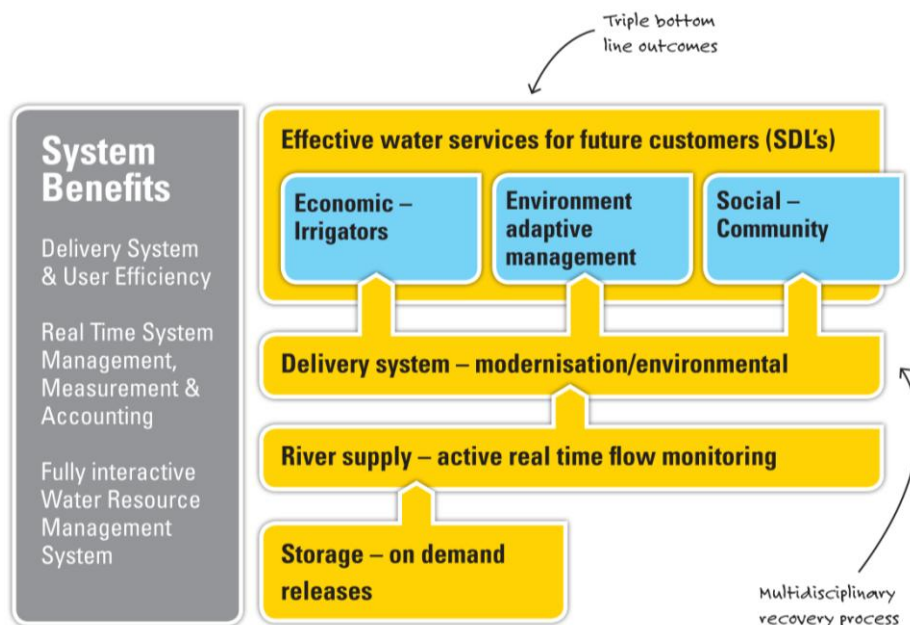 Triple bottom
line outcomes
System
Benefits
Delivery System
& User Efficiency
Real Time System
Management,
Measurement &
Accounting
Fully interactive
Water Resource
Management
System
Effective water services for future customers (SDL's)
Economic –
Irrigators
Environment
adaptive
management
Social –
Community
Delivery system – modernisation/environmental
River supply – active real time flow monitoring
Storage – on demand
releases
Multidisciplinary
recovery process